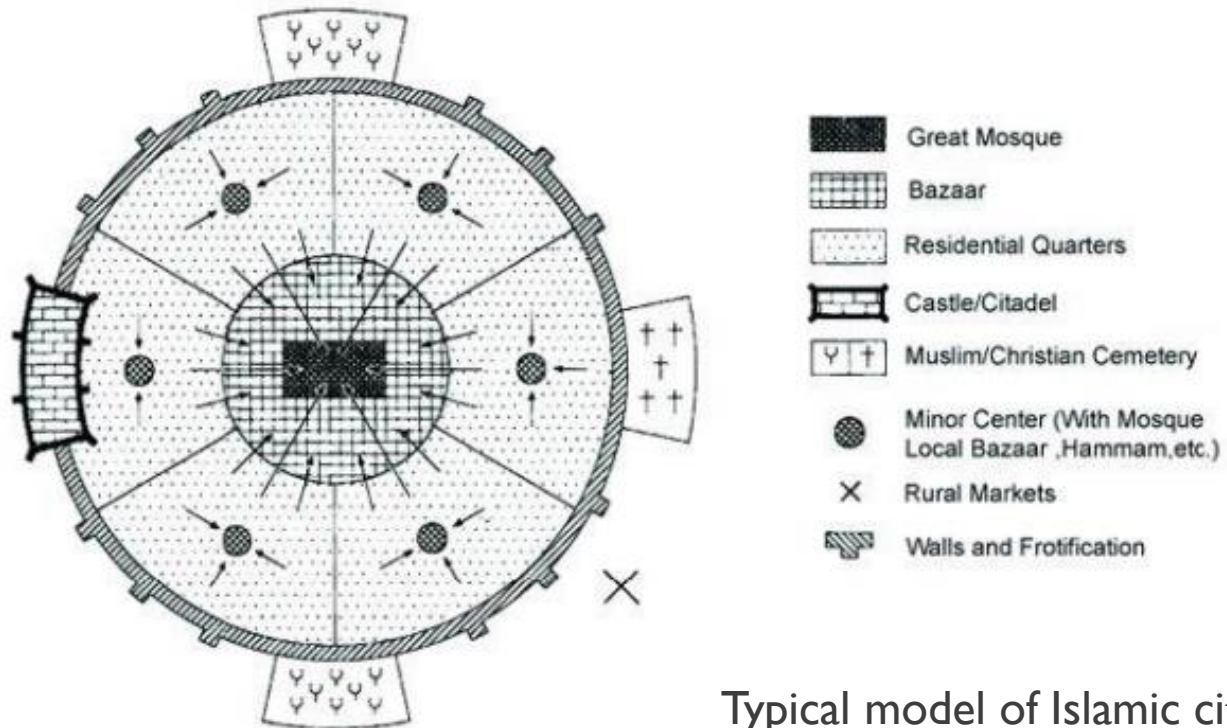 Great Mosque
Bazaar
Residential Quarters
Castle/Citadel
Muslim/Christian Cemetery
Minor Center (With Mosque
Local Bazaar ,Hammam,etc.)
Rural Markets
Walls and Frotification
Typical model of Islamic ci